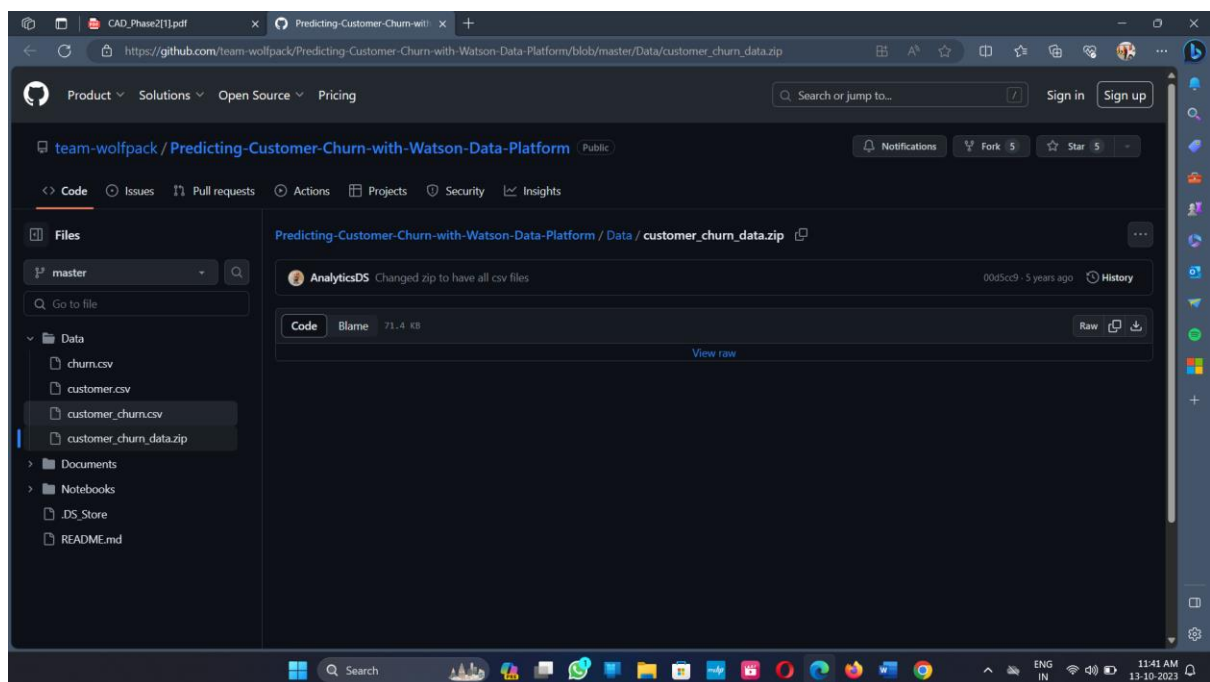 CAD_Phase2[1].pdf
Predicting-Customer-Churn-with
https://github.com/team-wolfpack/Predicting-Customer-Churn-with-Watson-Data-Platform/blob/master/Data/customer_churn_data.zip
Product Solutions Open Source Pricing
Search or jump to...
/
Sign in
Sign up
team-wolfpack / Predicting-Customer-Churn-with-Watson-Data-Platform Public
Notifications
Fork 5
Star 5
Code Issues Pull requests Actions Projects Security Insights
Files
master
Go to file
Data
churn.csv
customer.csv
customer_churn.csv
customer_churn_data.zip
Documents
Notebooks
.DS_Store
README.md
Predicting-Customer-Churn-with-Watson-Data-Platform / Data / customer_churn_data.zip
AnalyticsDS Changed zip to have all csv files
00d5cc9 · 5 years ago History
Code Blame 71.4 KB
Raw
View raw
Search
ENG
IN
11:41 AM
13-10-2023